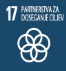 17 PARTNERSTVA ZA
DOSEGANJE CILJEV